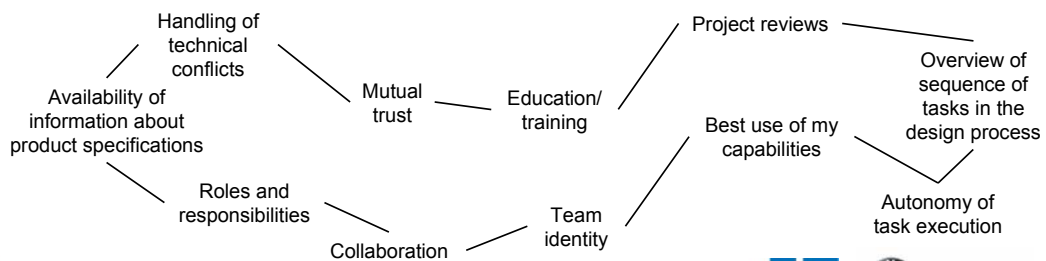 Handling of
technical
conflicts
Project reviews
Overview of
sequence of
tasks in the
design process
Availability of
information about
product specifications
Mutual
trust
Education/
training
Best use of my
capabilities
Roles and
responsibilities
Autonomy of
task execution
Team
identity
Collaboration